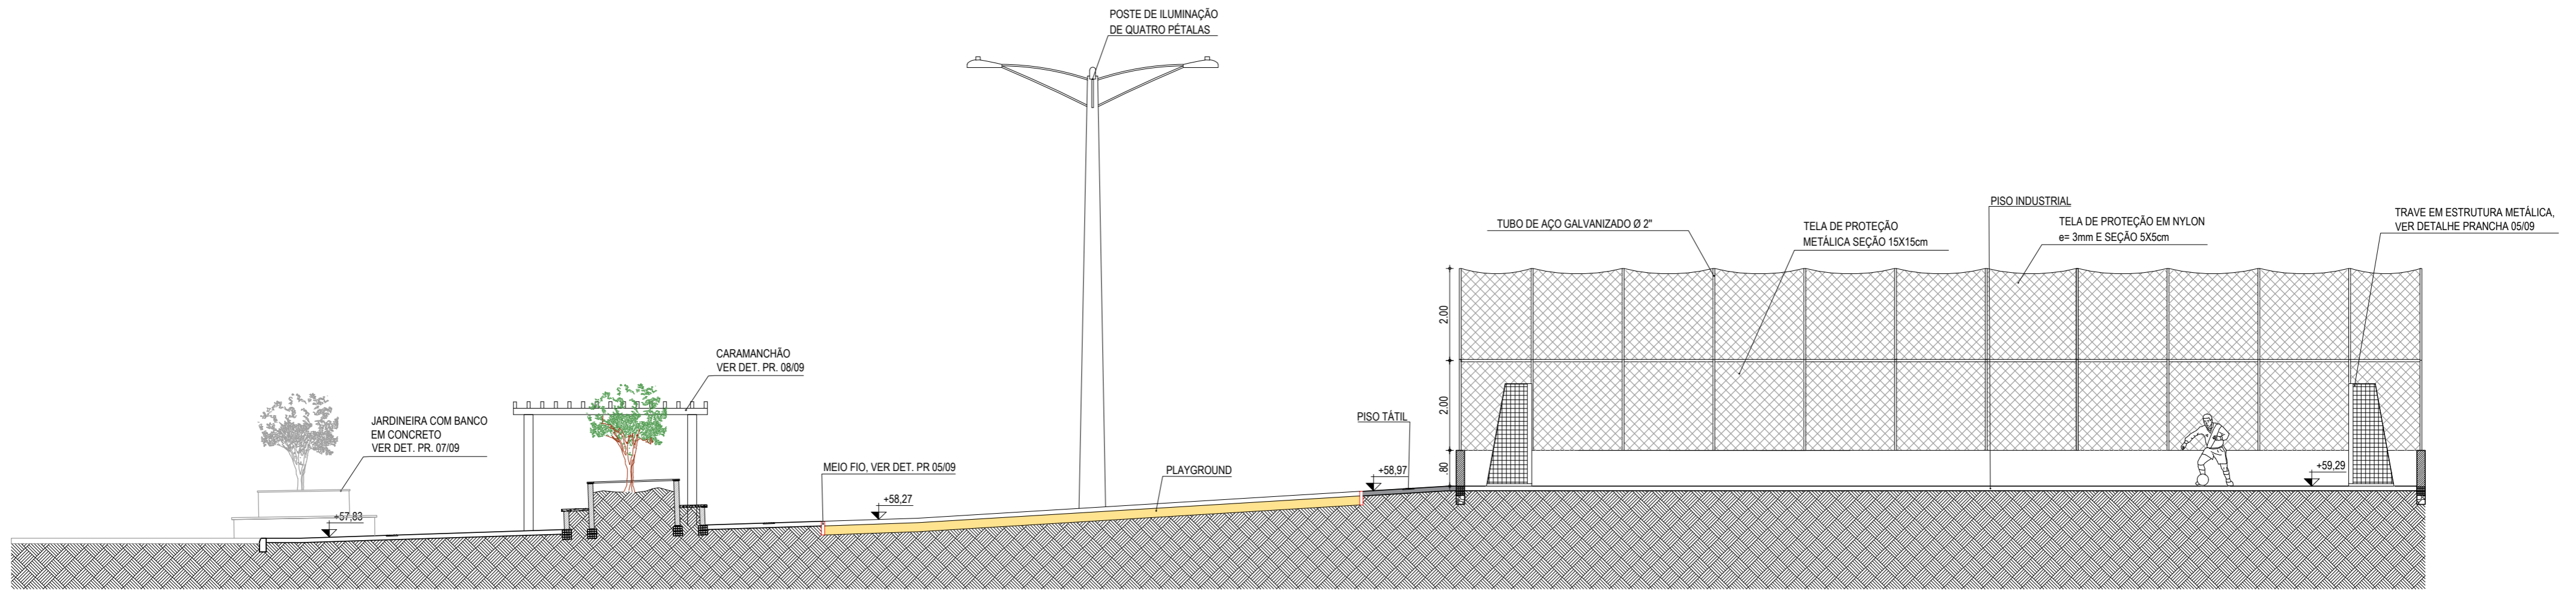 POSTE DE ILUMINAÇÃO
DE QUATRO PÉTALAS
PISO INDUSTRIAL
TUBO DE AÇO GALVANIZADO Ø 2"
TELA DE PROTEÇÃO
METÁLICA SEÇÃO 15X15cm
TELA DE PROTEÇÃO EM NYLON
e= 3mm E SEÇÃO 5X5cm
TRAVE EM ESTRUTURA METÁLICA,
VER DETALHE PRANCHA 05/09
2.00
2.00
.80
CARAMANCHÃO
VER DET. PR. 08/09
JARDINEIRA COM BANCO
EM CONCRETO
VER DET. PR. 07/09
PISO TÁTIL
MEIO FIO, VER DET. PR 05/09
PLAYGROUND
+57,83
+58,27
+58,97
+59,29